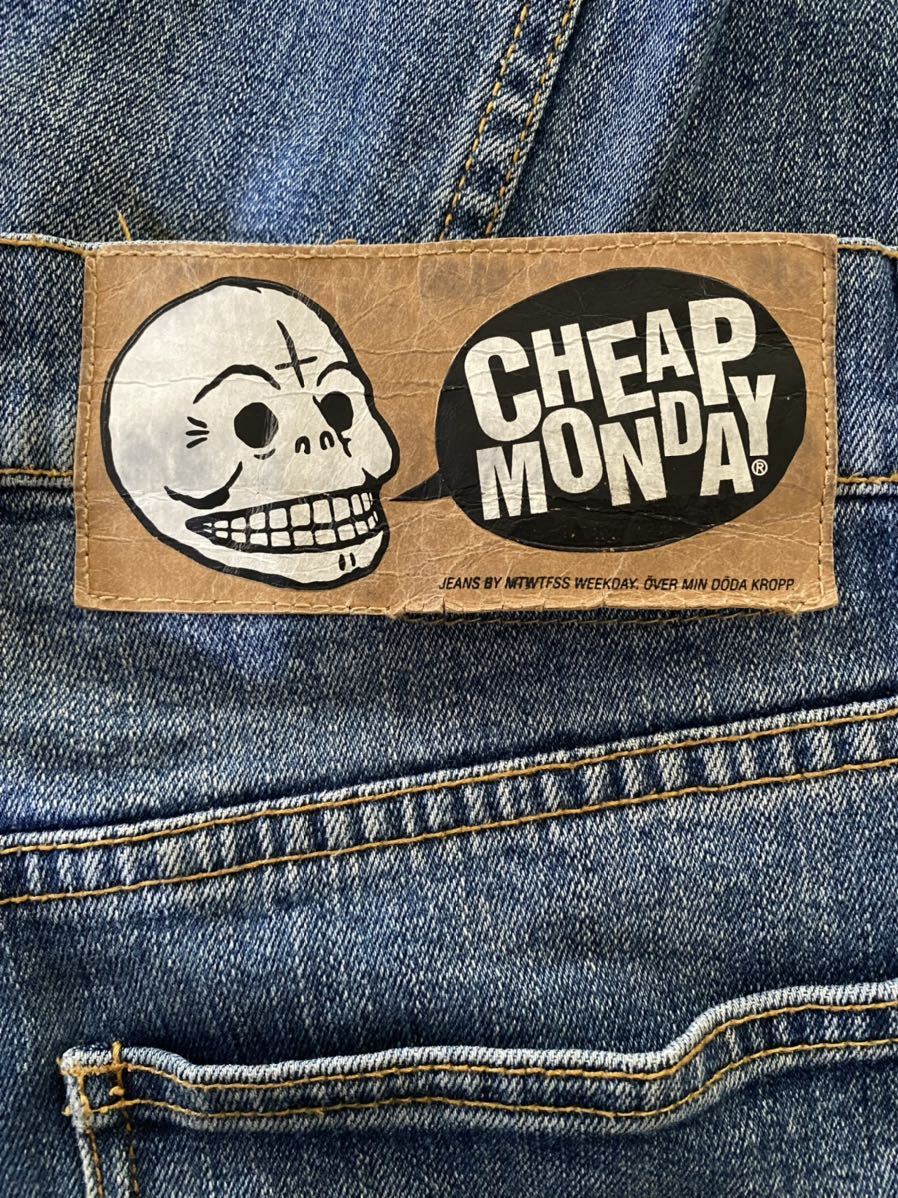 CHEAP
MONDAY®
JEANS BY MTWTFSS WEEKDAY. ÖVER MIN DÖDA KROPP.